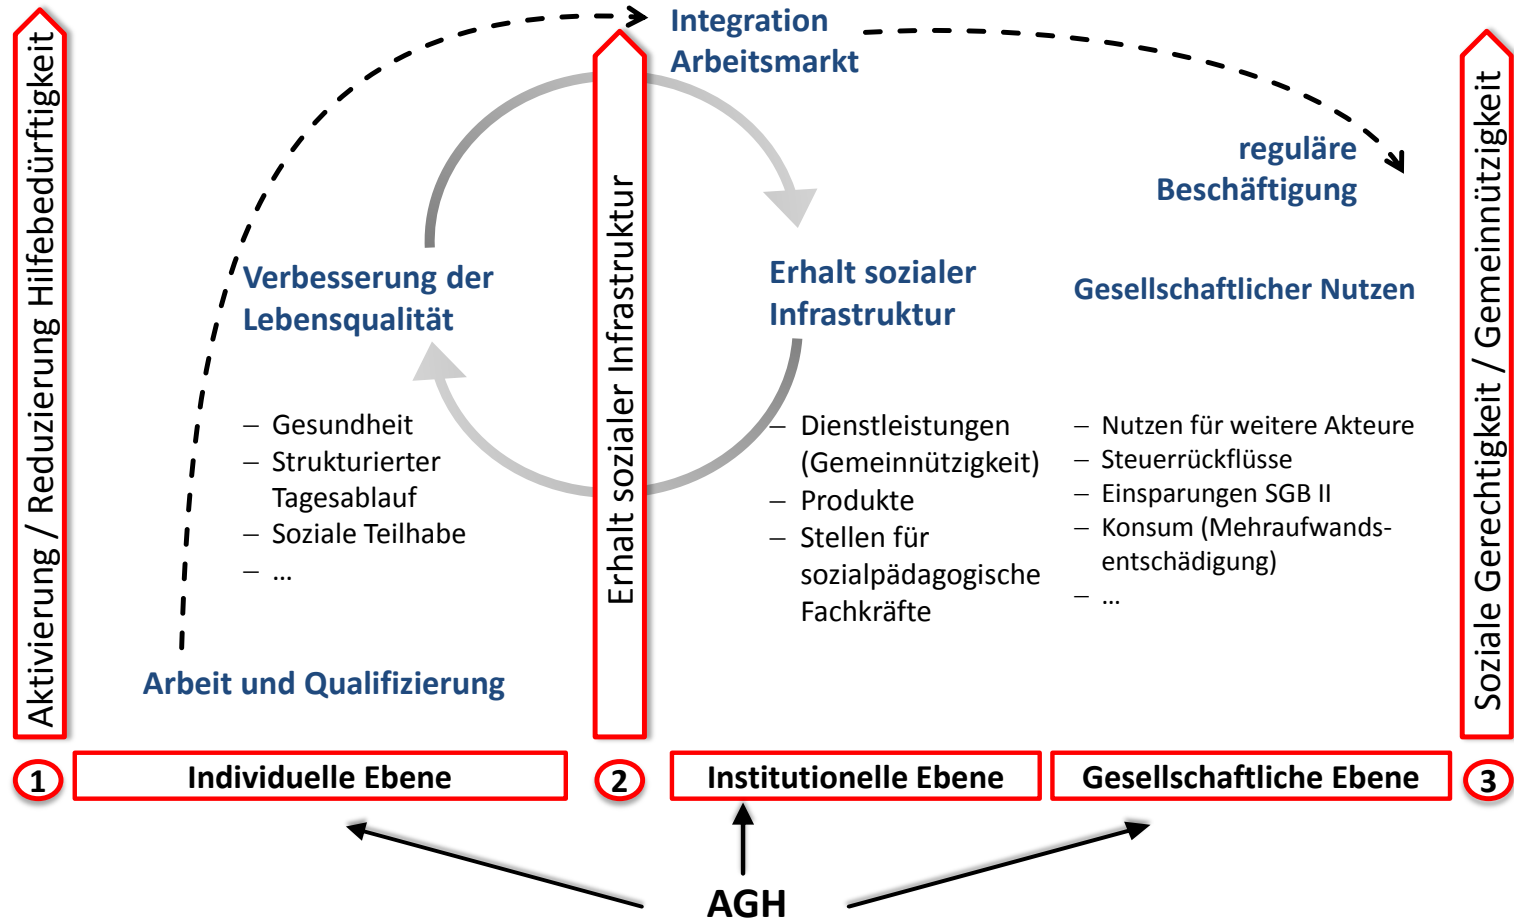 Aktivierung / Reduzierung Hilfebedürftigkeit
Integration
Arbeitsmarkt
reguläre
Beschäftigung
Verbesserung der
Lebensqualität
– Gesundheit
– Strukturierter
Tagesablauf
– Soziale Teilhabe
– ...
Arbeit und Qualifizierung
Erhalt sozialer Infrastruktur
Erhalt sozialer
Infrastruktur
– Dienstleistungen
(Gemeinnützigkeit)
– Produkte
– Stellen für
sozialpädagogische
Fachkräfte
Gesellschaftlicher Nutzen
– Nutzen für weitere Akteure
– Steuerrückflüsse
– Einsparungen SGB II
– Konsum (Mehraufwands-
entschädigung)
– ...
Soziale Gerechtigkeit / Gemeinnützigkeit
1
Individuelle Ebene
2
Institutionelle Ebene
Gesellschaftliche Ebene
3
AGH